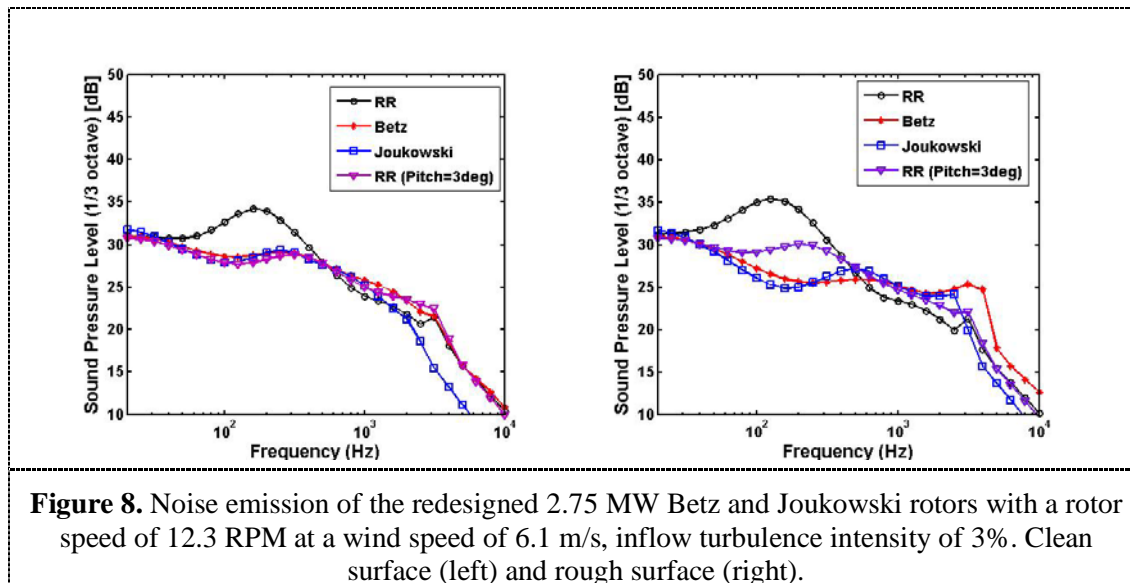 50
45
40
35
30
25
20
15
10
Sound Pressure Level (1/3 octave) [dB]
RR
Betz
Joukowski
RR (Pitch=3deg)
10^2
10^3
10^4
Frequency (Hz)
50
45
40
35
30
25
20
15
10
Sound Pressure Level (1/3 octave) [dB]
RR
Betz
Joukowski
RR (Pitch=3deg)
10^2
10^3
10^4
Frequency (Hz)
Figure 8. Noise emission of the redesigned 2.75 MW Betz and Joukowski rotors with a rotor
speed of 12.3 RPM at a wind speed of 6.1 m/s, inflow turbulence intensity of 3%. Clean
surface (left) and rough surface (right).